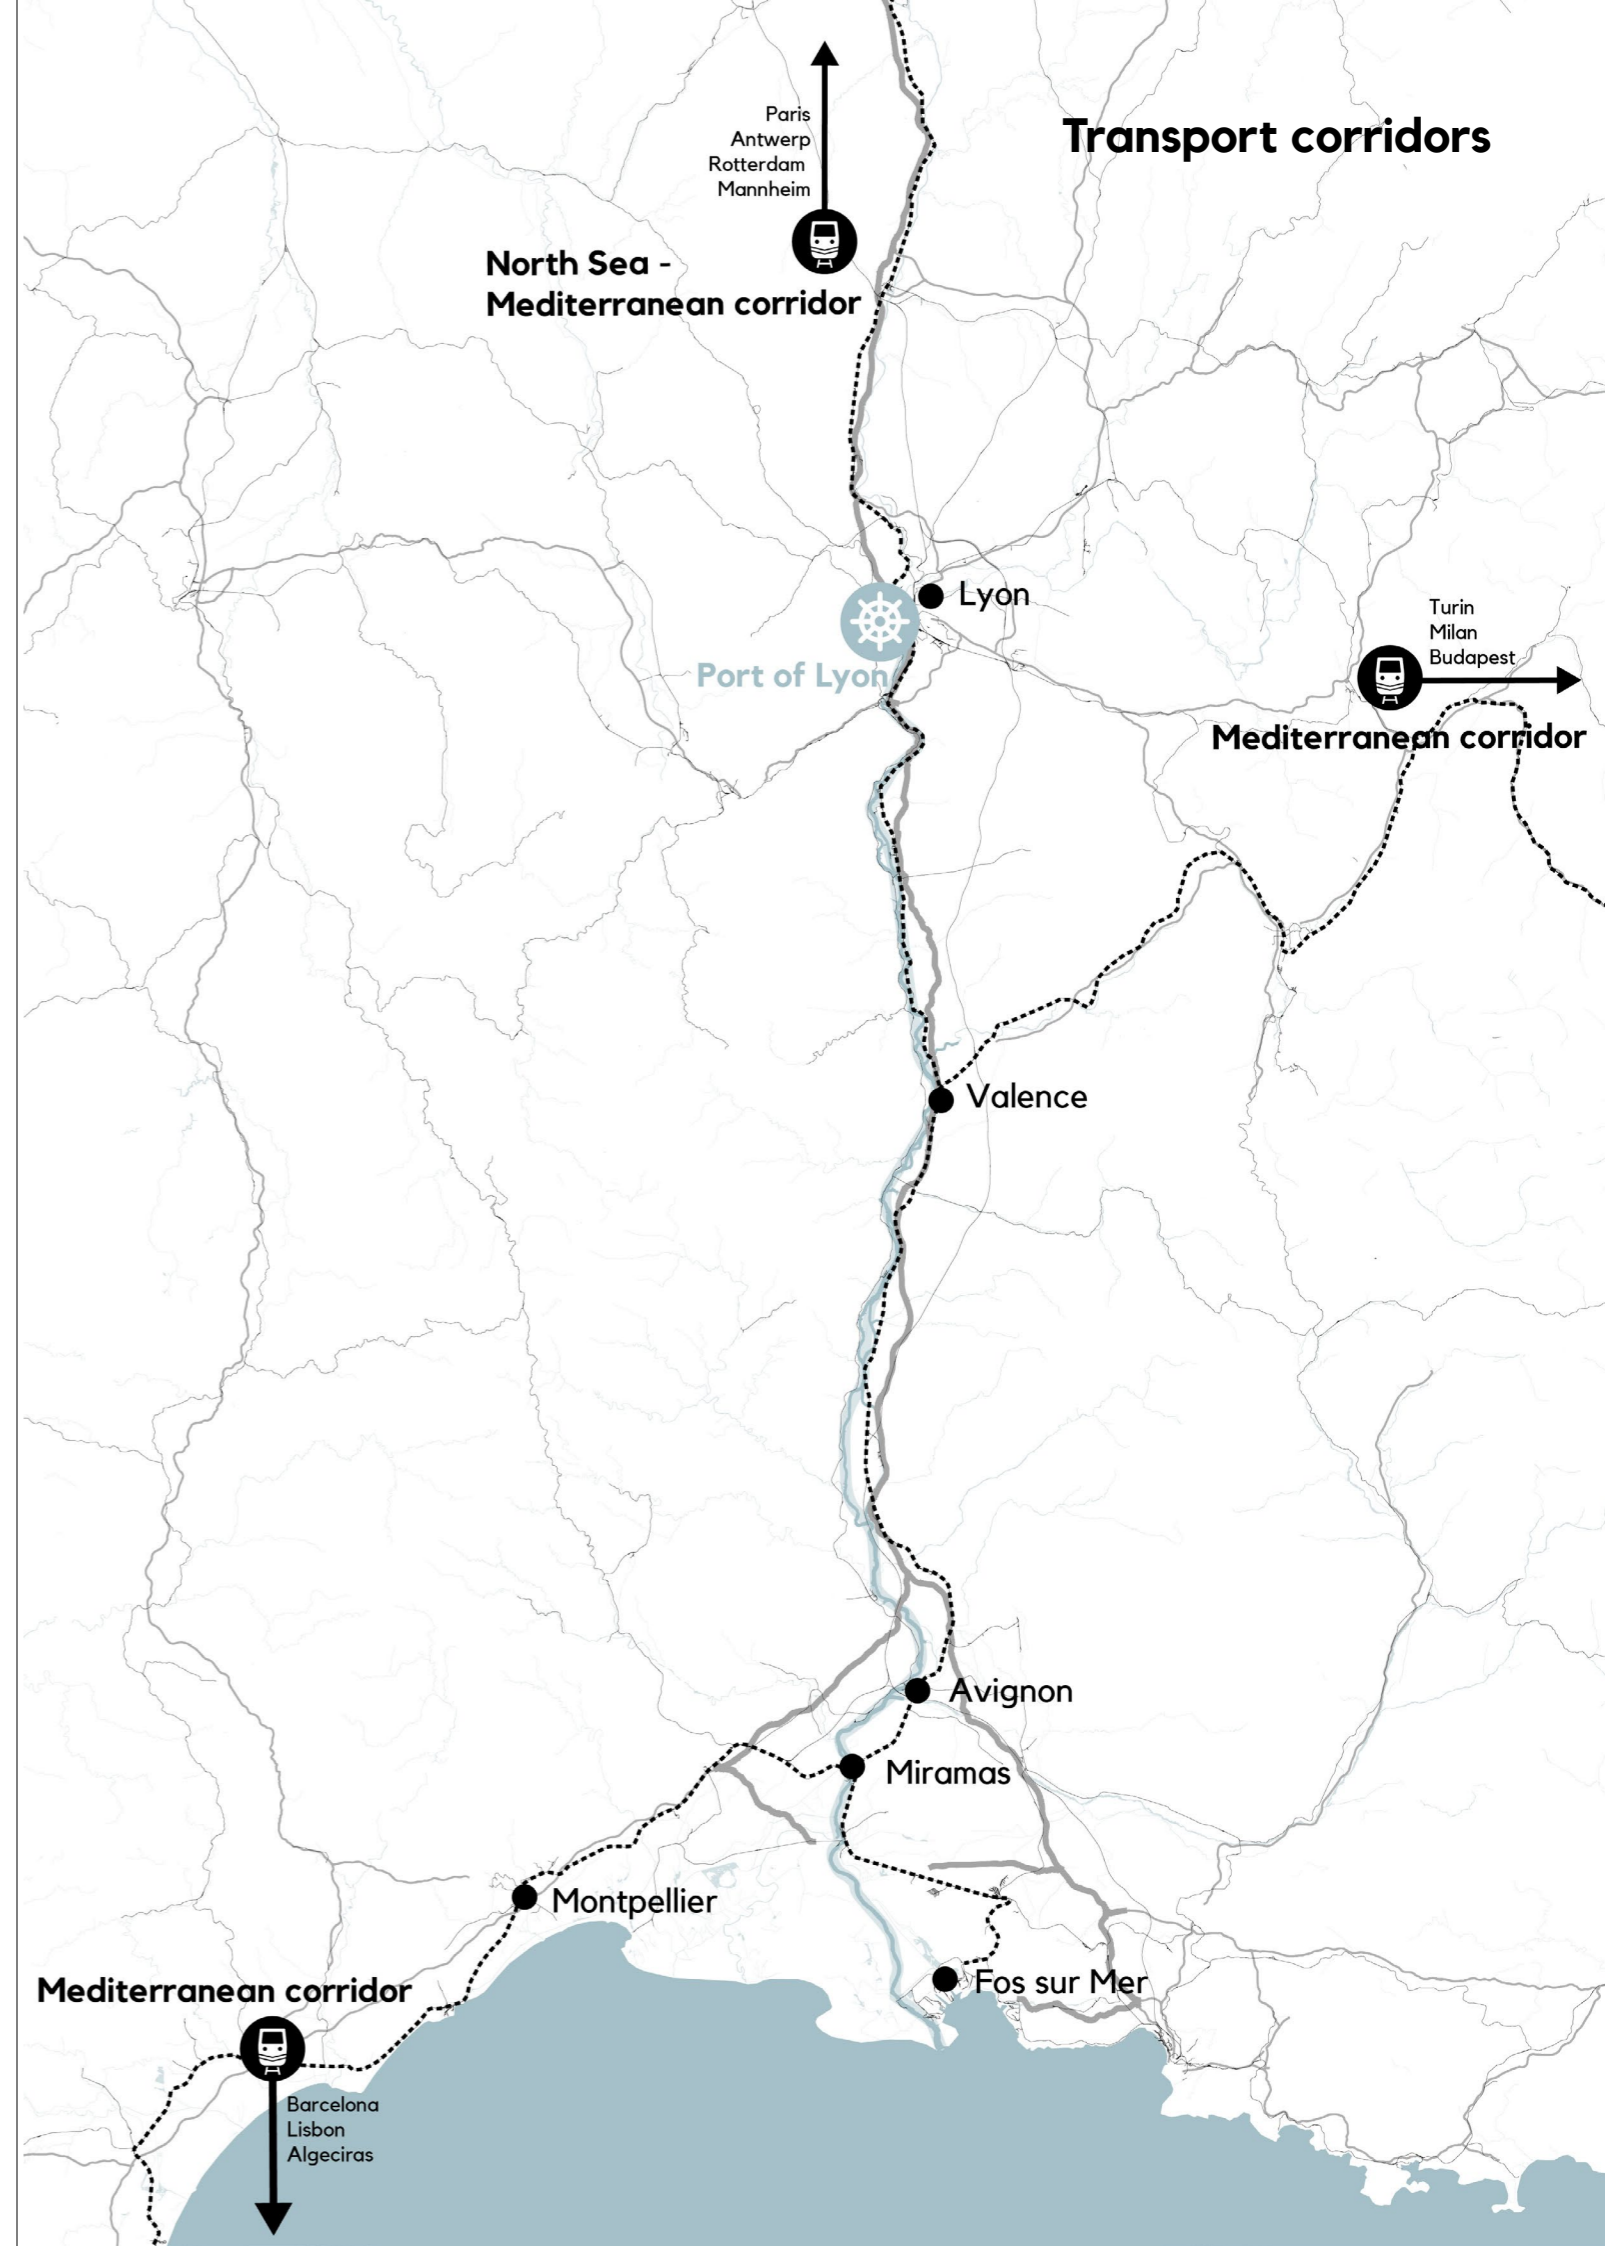 Transport corridors
Paris
Antwerp
Rotterdam
Mannheim
North Sea -
Mediterranean corridor
Lyon
Port of Lyon
Turin
Milan
Budapest
Mediterranean corridor
Valence
Avignon
Miramas
Montpellier
Fos sur Mer
Mediterranean corridor
Barcelona
Lisbon
Algeciras